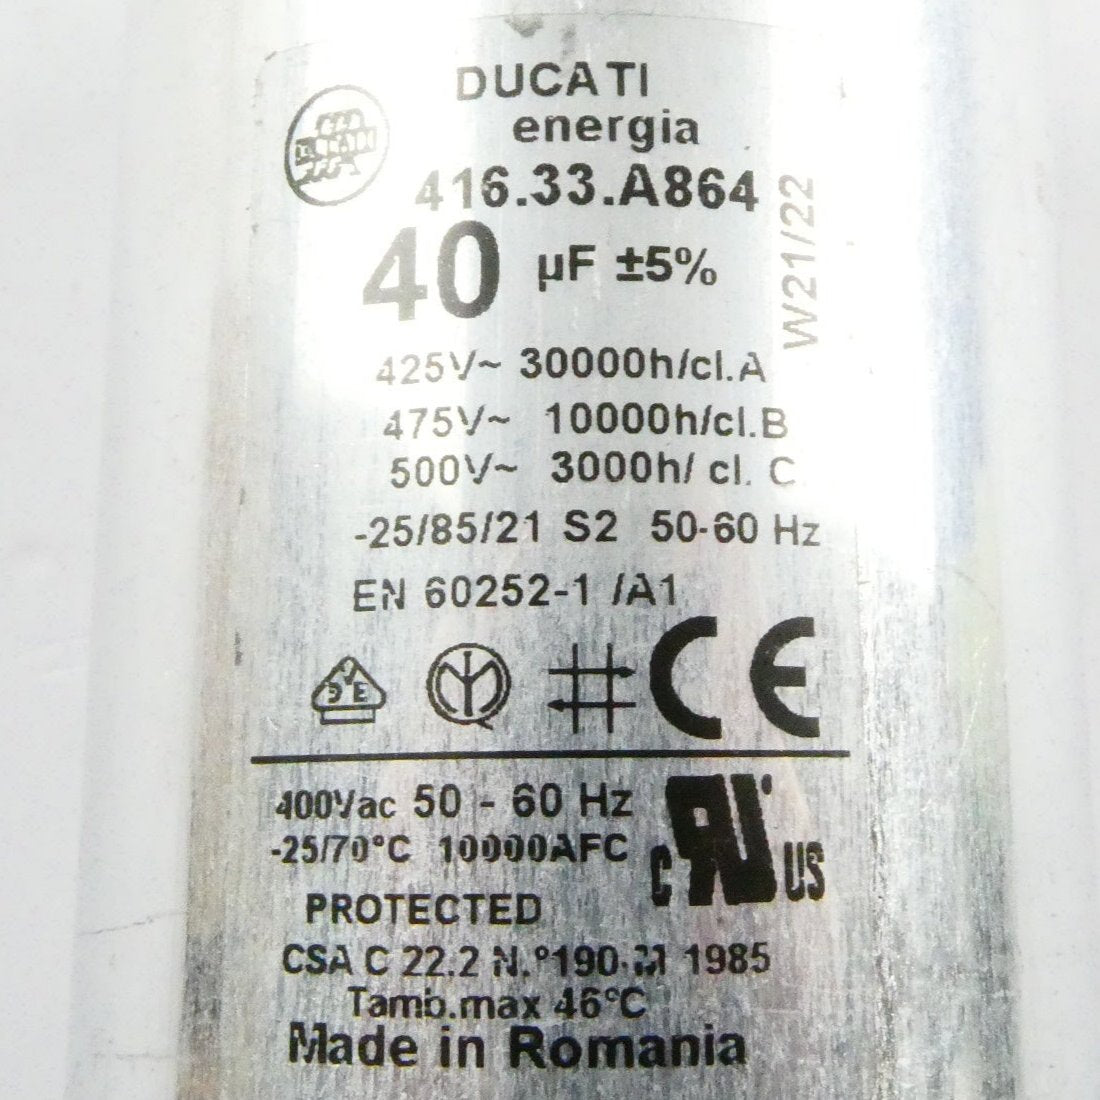 DUCATI
energia
416.33.A864
40 µF ±5%
W21/22
425V~ 30000h/cl.A
475V~ 10000h/cl.B
500V~ 3000h/ cl. C
-25/85/21 S2 50-60 Hz
EN 60252-1 /A1
CE
400Vac 50 - 60 Hz
-25/70°C 10000AFC
PROTECTED
C RU US
CSA C 22.2 N.°190-M 1985
Tamb.max 46°C
Made in Romania